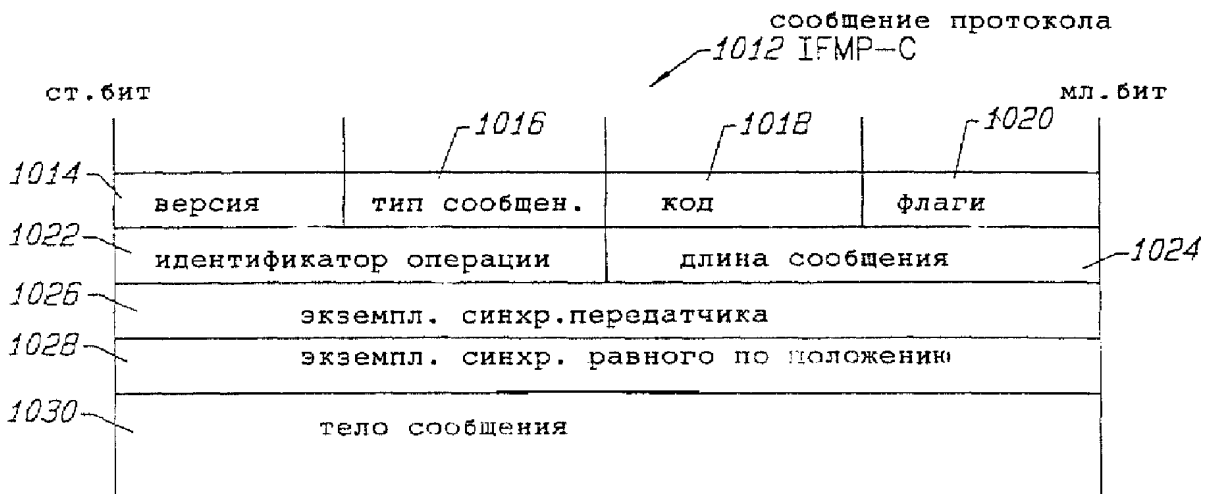 сообщение протокола
1012 IFMP-C
ст.бит
мл.бит
1016
1018
1020
1014
версия
тип сообщен.
код
флаги
1022
идентификатор операции
длина сообщения
1024
1026
экземпл. синхр.передатчика
1028
экземпл. синхр. равного по положению
1030
тело сообщения